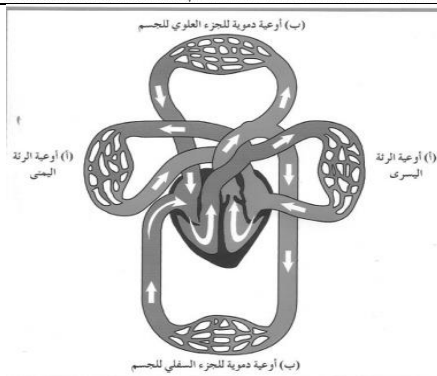 (ب) أوعية دموية للجزء العلوي للجسم
(أ) أوعية الرئة
اليمنى
(أ) أوعية الرئة
اليسرى
(ب) أوعية دموية للجزء السفلي للجسم